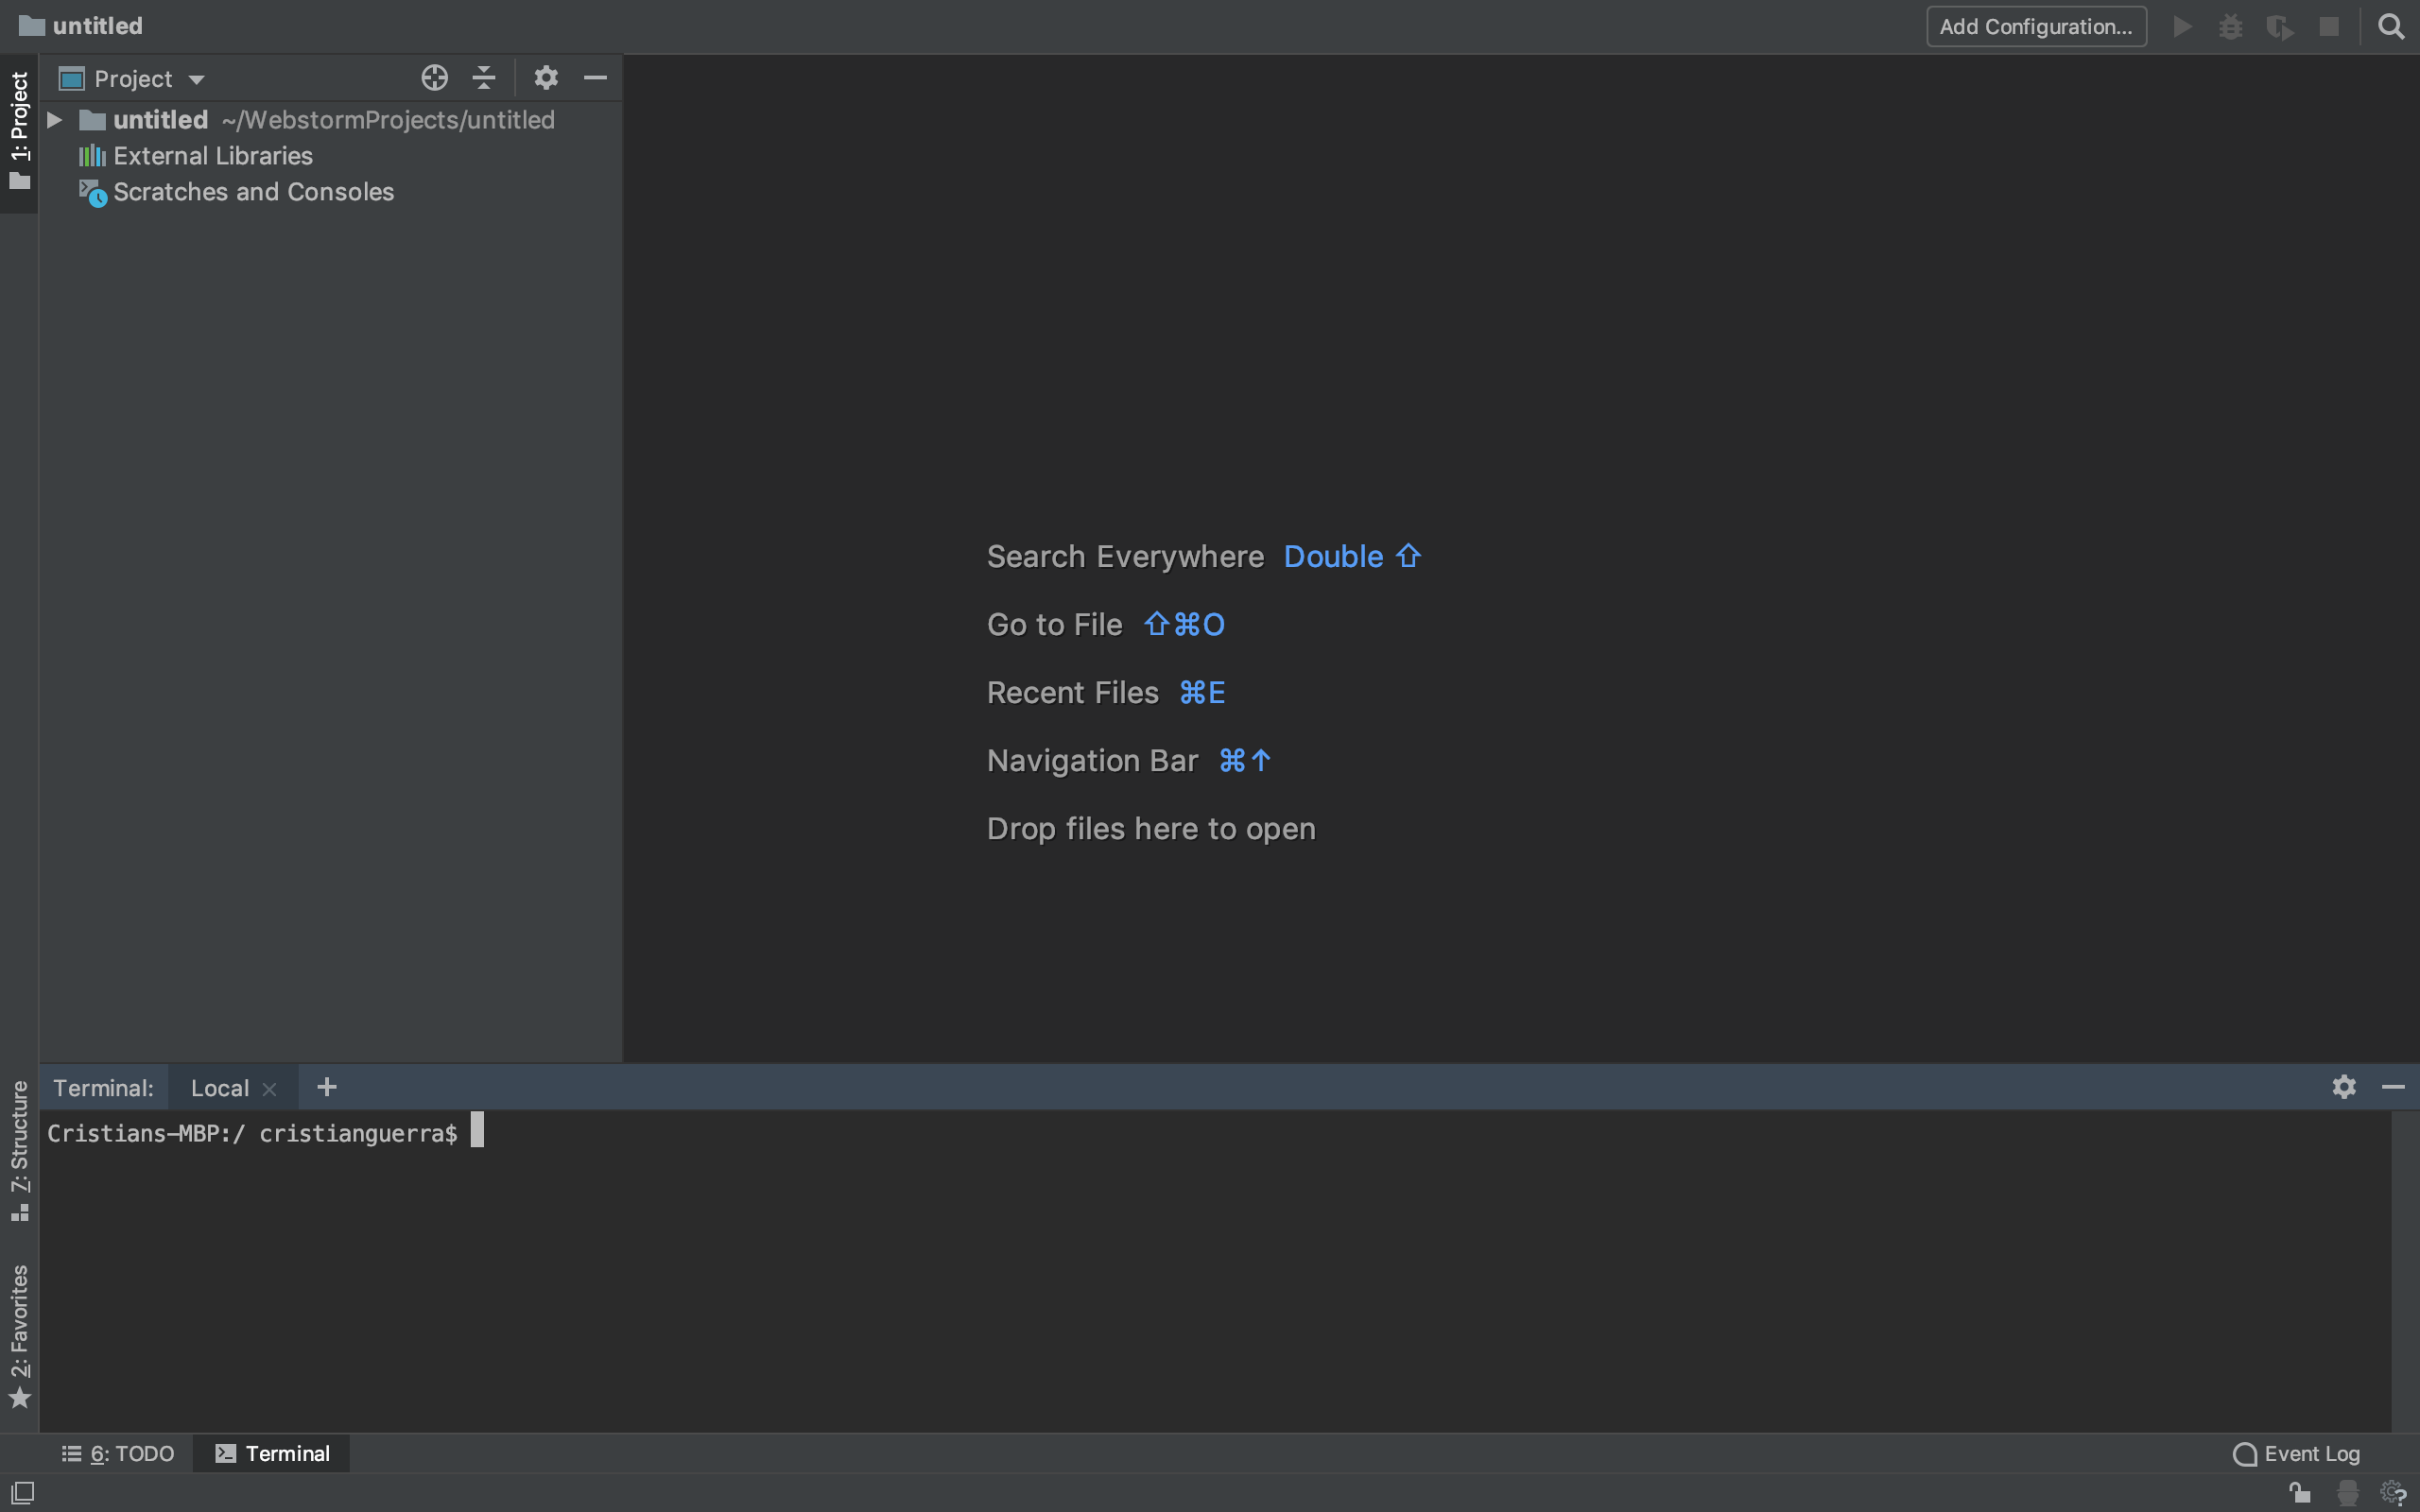 untitled
Add Configuration...
1: Project
Project
untitled ~/WebstormProjects/untitled
External Libraries
Scratches and Consoles
Search Everywhere Double ⇧
Go to File ⇧⌘O
Recent Files ⌘E
Navigation Bar ⌘↑
Drop files here to open
Z: Structure
2: Favorites
Terminal: Local × +
Cristians-MBP:/ cristianguerra$
6: TODO
Terminal
Event Log